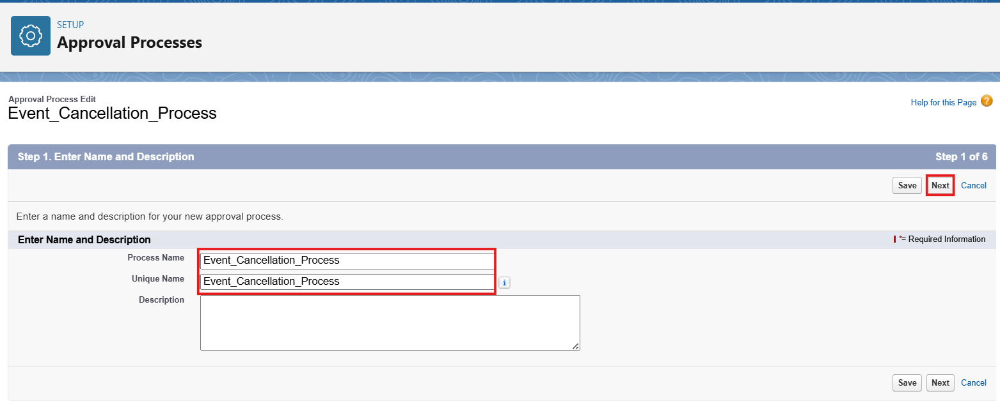 SETUP
Approval Processes
Approval Process Edit
Event_Cancellation_Process
Help for this Page ?
Step 1. Enter Name and Description Step 1 of 6
Save Next Cancel
Enter a name and description for your new approval process.
Enter Name and Description *= Required Information
Process Name Event_Cancellation_Process
Unique Name Event_Cancellation_Process i
Description
Save Next Cancel